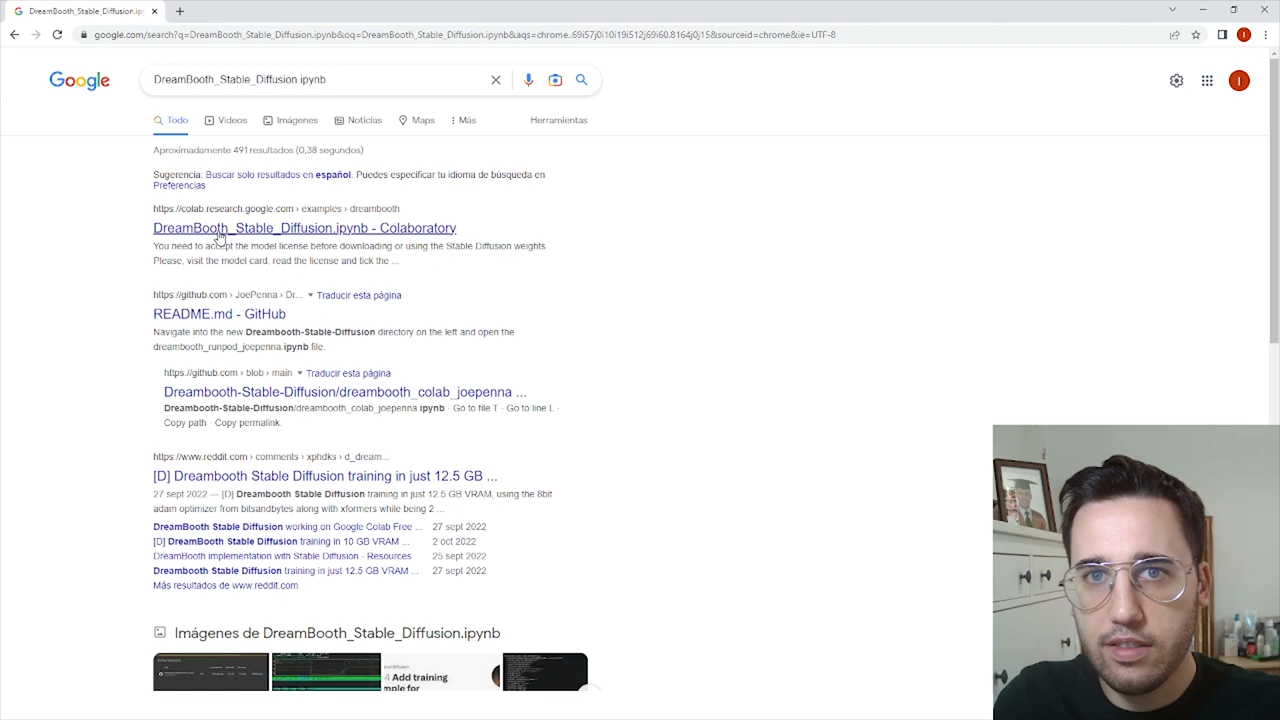 DreamBooth_Stable_Diffusion.ipyn
google.com/search?q=DreamBooth_Stable_Diffusion.ipynb&oq=DreamBooth_Stable_Diffusion.ipynb&aqs=chrome..69i57j0i10i19i512j69i60.8164j0j15&sourceid=chrome&ie=UTF-8
I
Google
DreamBooth_Stable_Diffusion.ipynb
I
Todo
Vídeos
Imágenes
Noticias
Maps
Más
Herramientas
Aproximadamente 491 resultados (0,38 segundos)
Sugerencia: Buscar solo resultados en español. Puedes especificar tu idioma de búsqueda en
Preferencias
https://colab.research.google.com › examples › dreambooth
DreamBooth_Stable_Diffusion.ipynb - Colaboratory
You need to accept the model license before downloading or using the Stable Diffusion weights.
Please, visit the model card, read the license and tick the ...
https://github.com › JoePenna › Dr... Traducir esta página
README.md - GitHub
Navigate into the new Dreambooth-Stable-Diffusion directory on the left and open the
dreambooth_runpod_joepenna.ipynb file.
https://github.com › blob › main Traducir esta página
Dreambooth-Stable-Diffusion/dreambooth_colab_joepenna ...
Dreambooth-Stable-Diffusion/dreambooth_colab_joepenna.ipynb · Go to file T · Go to line L ·
Copy path · Copy permalink.
https://www.reddit.com › comments › xphdks › d_dream...
[D] Dreambooth Stable Diffusion training in just 12.5 GB ...
27 sept 2022 — [D] Dreambooth Stable Diffusion training in just 12.5 GB VRAM, using the 8bit
adam optimizer from bitsandbytes along with xformers while being 2 ...
DreamBooth Stable Diffusion working on Google Colab Free ... 27 sept 2022
[D] DreamBooth Stable Diffusion training in 10 GB VRAM ... 2 oct 2022
DreamBooth implementation with Stable Diffusion - Resources 25 sept 2022
Dreambooth Stable Diffusion training in just 12.5 GB VRAM ... 27 sept 2022
Más resultados de www.reddit.com
Imágenes de DreamBooth_Stable_Diffusion.ipynb
4 Add training
mple for